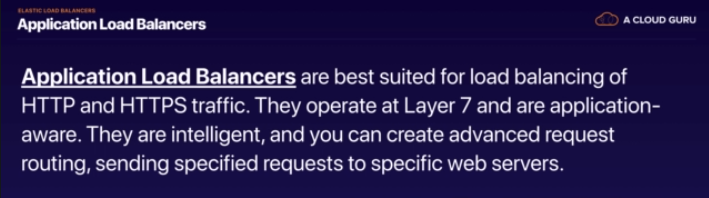 ELASTIC LOAD BALANCERS
Application Load Balancers
A CLOUD GURU
Application Load Balancers are best suited for load balancing of
HTTP and HTTPS traffic. They operate at Layer 7 and are application-
aware. They are intelligent, and you can create advanced request
routing, sending specified requests to specific web servers.